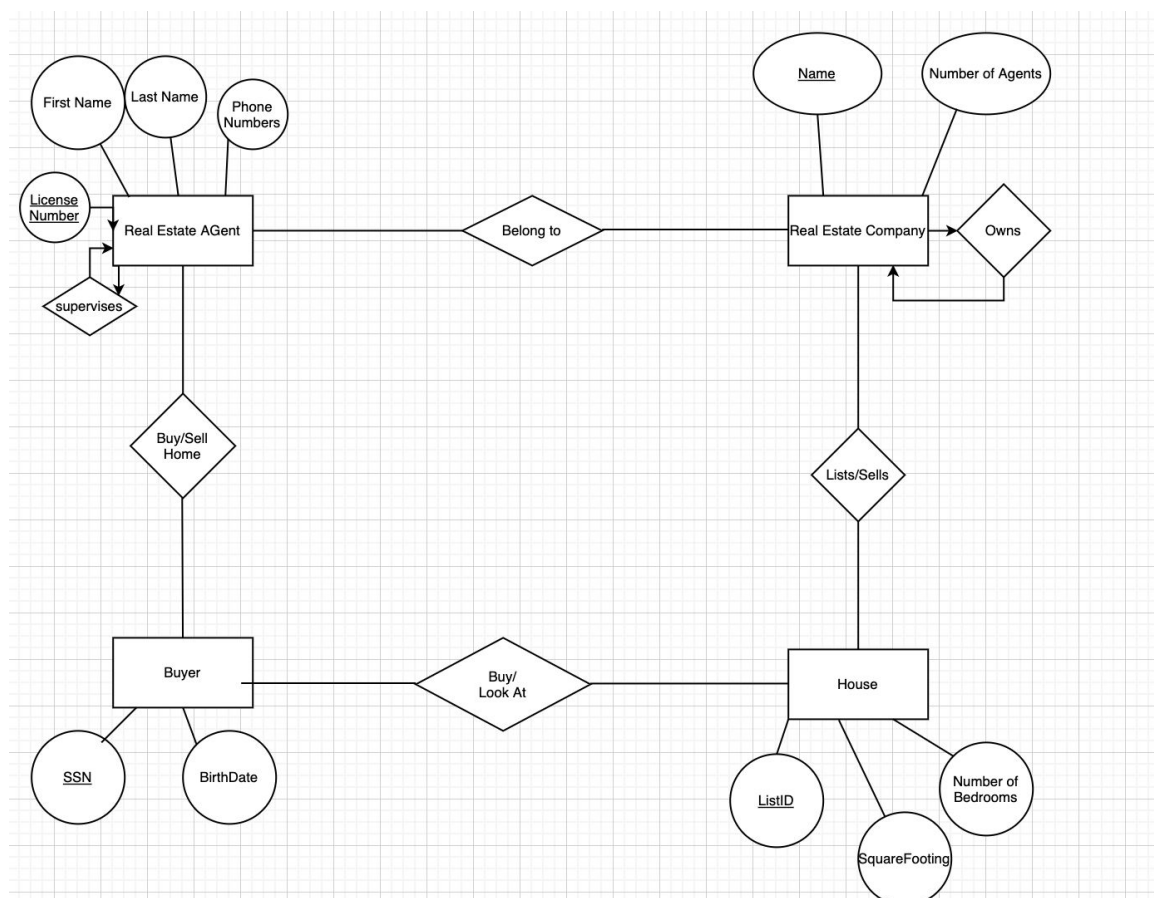 First Name
Last Name
Phone
Numbers
Name
Number of Agents
License
Number
Real Estate AGent
Belong to
Real Estate Company
Owns
supervises
Buy/Sell
Home
Lists/Sells
Buyer
Buy/
Look At
House
SSN
BirthDate
ListID
Number of
Bedrooms
SquareFooting